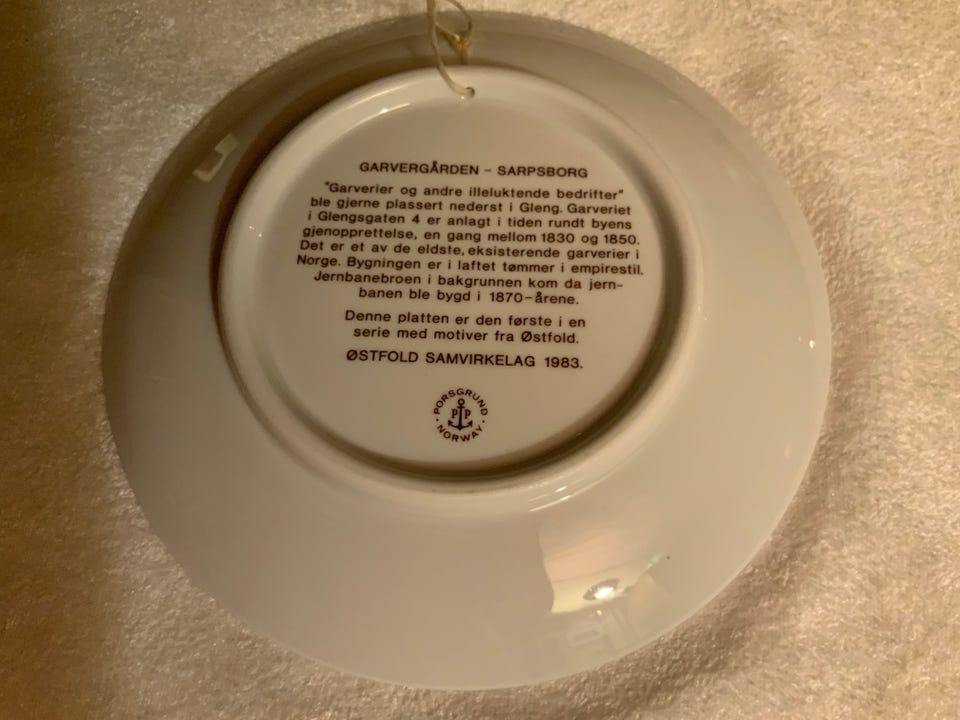 GARVERGÅRDEN – SARPSBORG
"Garverier og andre illeluktende bedrifter"
ble gjerne plassert nederst i Gleng. Garveriet
i Glengsgaten 4 er anlagt i tiden rundt byens
gjenopprettelse, en gang mellom 1830 og 1850.
Det er et av de eldste, eksisterende garverier i
Norge. Bygningen er i laftet tømmer i empirestil.
Jernbanebroen i bakgrunnen kom da jern-
banen ble bygd i 1870-årene.
Denne platten er den første i en
serie med motiver fra Østfold.
ØSTFOLD SAMVIRKELAG 1983.
PORSGRUND
P P
NORWAY